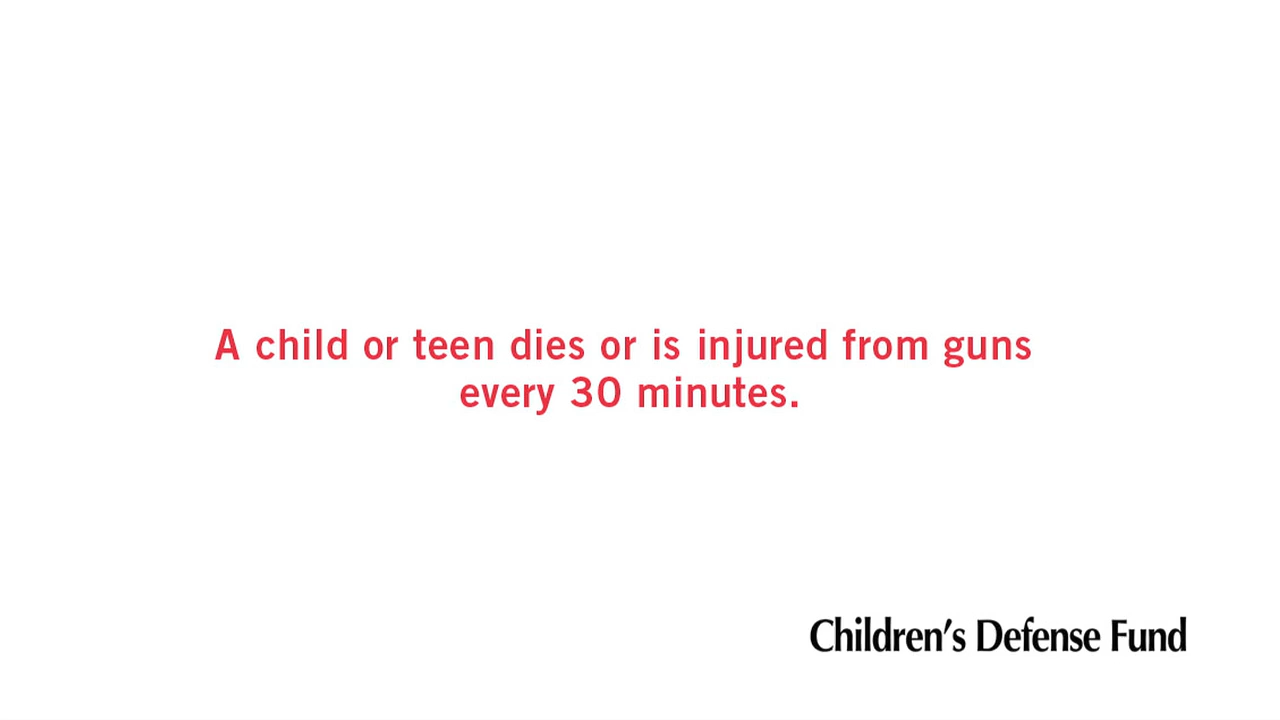 A child or teen dies or is injured from guns
every 30 minutes.
Children’s Defense Fund